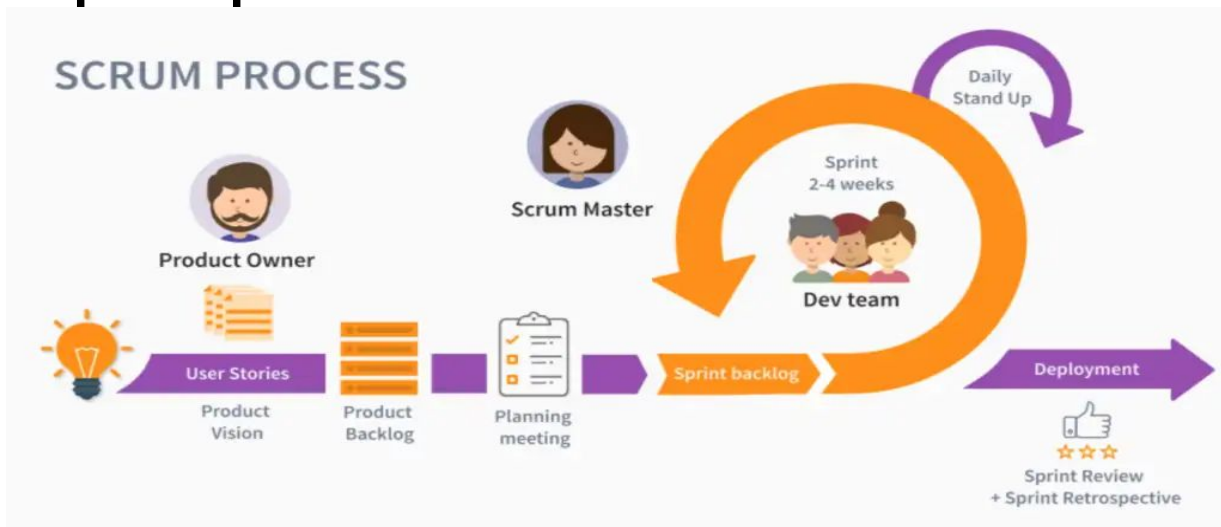 SCRUM PROCESS
Daily
Stand Up
Sprint
2-4 weeks
Scrum Master
Product Owner
Dev team
User Stories
Sprint backlog
Deployment
Product
Vision
Product
Backlog
Planning
meeting
Sprint Review
+ Sprint Retrospective